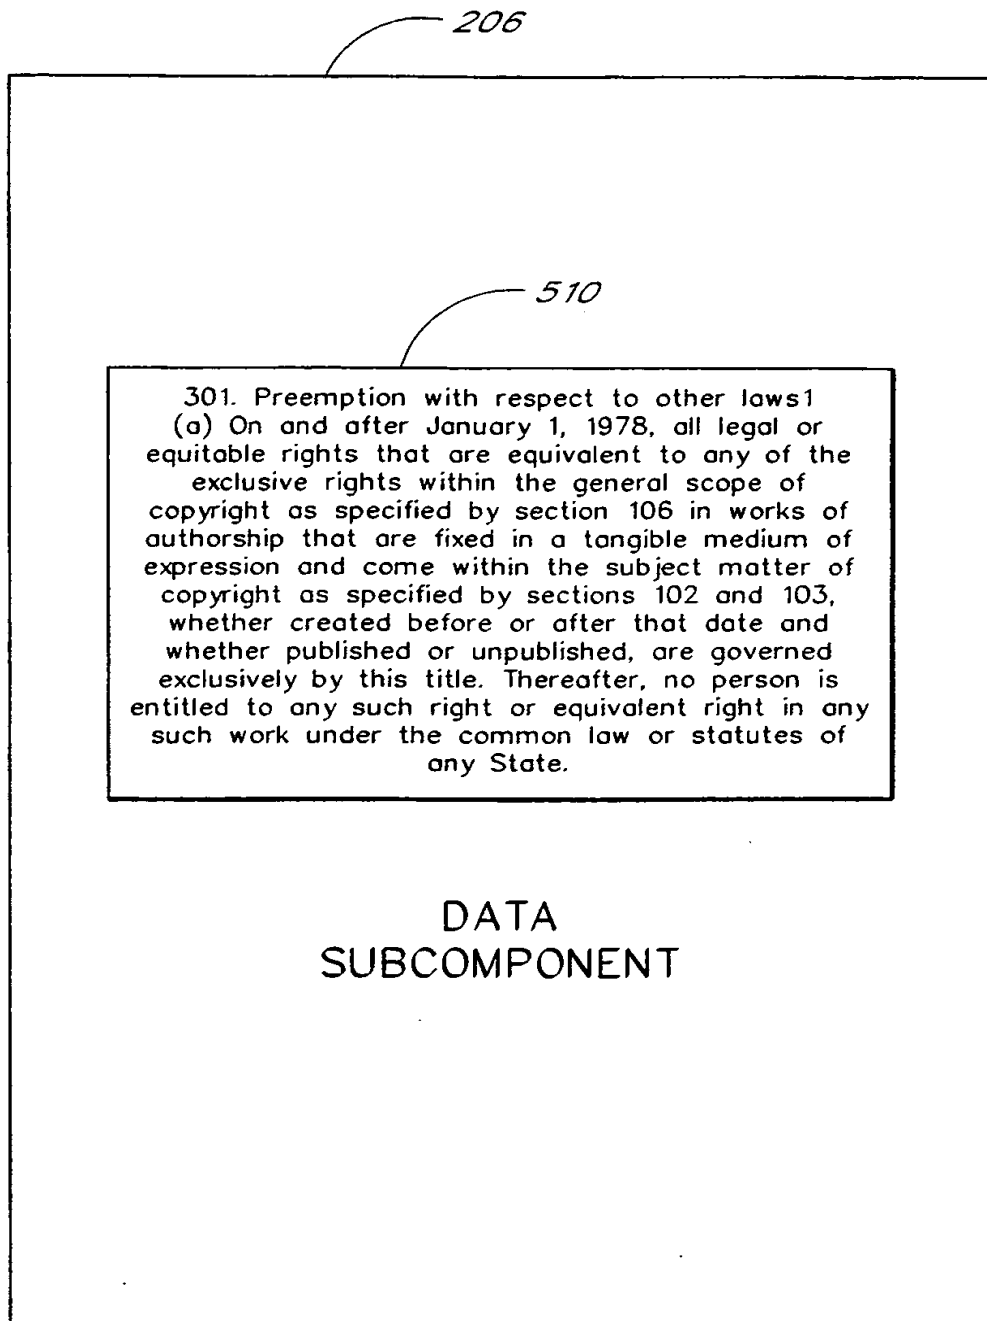 206
510
301. Preemption with respect to other laws1
(a) On and after January 1, 1978, all legal or
equitable rights that are equivalent to any of the
exclusive rights within the general scope of
copyright as specified by section 106 in works of
authorship that are fixed in a tangible medium of
expression and come within the subject matter of
copyright as specified by sections 102 and 103,
whether created before or after that date and
whether published or unpublished, are governed
exclusively by this title. Thereafter, no person is
entitled to any such right or equivalent right in any
such work under the common law or statutes of
any State.
DATA
SUBCOMPONENT